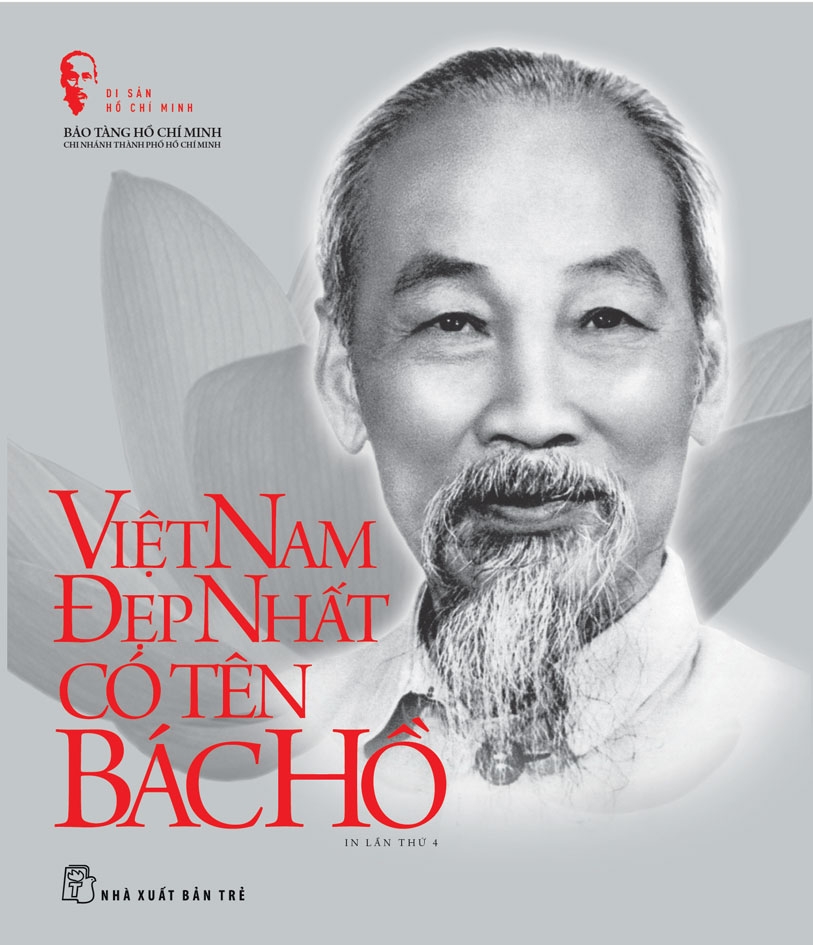 DI SẢN
HỒ CHÍ MINH
BẢO TÀNG HỒ CHÍ MINH
CHI NHÁNH THÀNH PHỐ HỒ CHÍ MINH
VIỆT NAM
ĐẸP NHẤT
CÓ TÊN
BÁC HỒ
IN LẦN THỨ 4
NHÀ XUẤT BẢN TRẺ